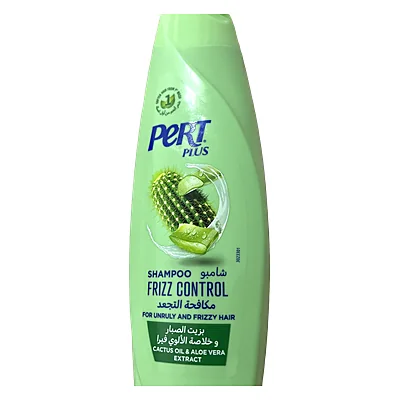 PERT
PLUS
SHAMPOO شامبو
FRIZZ CONTROL
مكافحة التجعد
FOR UNRULY AND FRIZZY HAIR
بزيت الصبار
و خلاصة الألوي فيرا
CACTUS OIL & ALOE VERA
EXTRACT